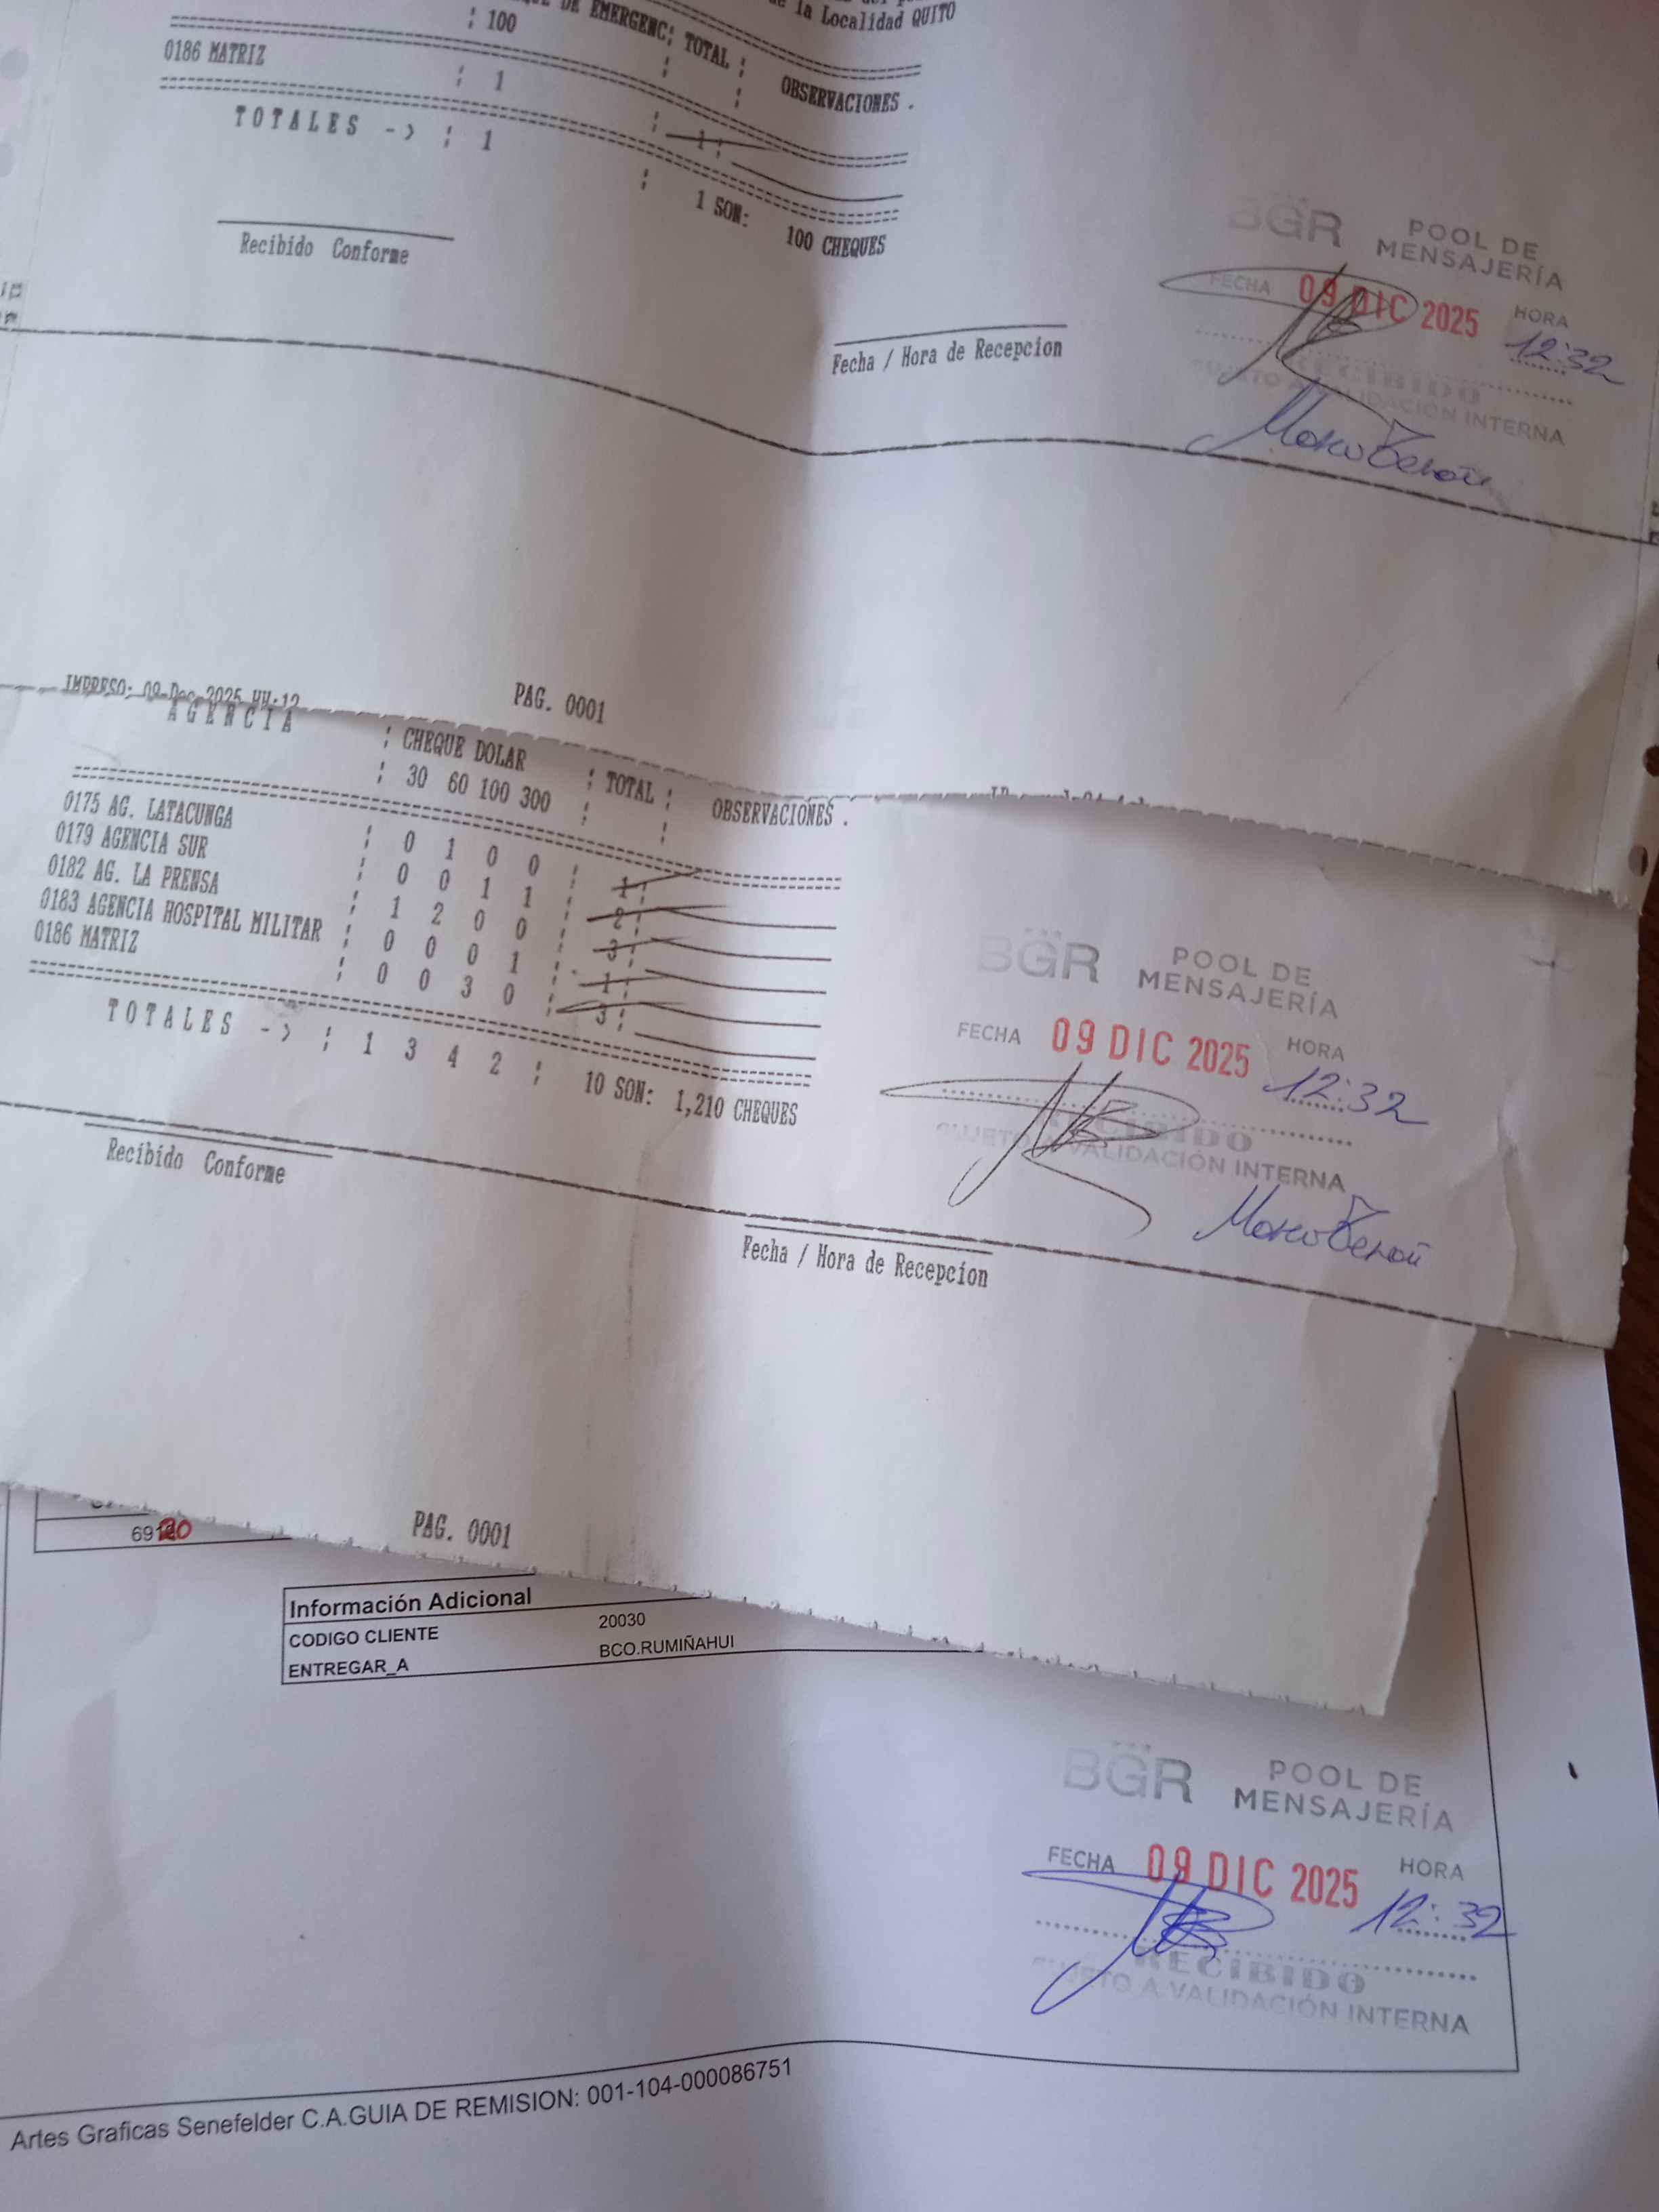 de la Localidad QUITO
DE EMERGENC¦ TOTAL ¦ OBSERVACIONES .
¦ 100 ¦ ¦
0186 MATRIZ ¦ 1 ¦ 1¦
TOTALES -> ¦ 1 ¦ 1 SON: 100 CHEQUES
Recibido Conforme
Fecha / Hora de Recepcion
BGR POOL DE
MENSAJERÍA
FECHA 09 DIC 2025 HORA
12:32
RECIBIDO
SUJETO A VALIDACIÓN INTERNA
Marco
IMPRESO: 09-Dec-2025 HH:12 PAG. 0001
AGENCIA ¦ CHEQUE DOLAR ¦ TOTAL ¦ OBSERVACIONES .
¦ 30 60 100 300 ¦ ¦
0175 AG. LATACUNGA ¦ 0 1 0 0 ¦ 1¦
0179 AGENCIA SUR ¦ 0 0 1 1 ¦ 2¦
0182 AG. LA PRENSA ¦ 1 2 0 0 ¦ 3¦
0183 AGENCIA HOSPITAL MILITAR ¦ 0 0 0 1 ¦ 1¦
0186 MATRIZ ¦ 0 0 3 0 ¦ 3¦
TOTALES -> ¦ 1 3 4 2 ¦ 10 SON: 1,210 CHEQUES
Recibido Conforme
Fecha / Hora de Recepcion
BGR POOL DE
MENSAJERÍA
FECHA 09 DIC 2025 HORA
12:32
RECIBIDO
SUJETO A VALIDACIÓN INTERNA
Marco
PAG. 0001
Información Adicional
CODIGO CLIENTE 20030
ENTREGAR_A BCO.RUMIÑAHUI
BGR POOL DE
MENSAJERÍA
FECHA 09 DIC 2025 HORA
12:32
RECIBIDO
SUJETO A VALIDACIÓN INTERNA
Artes Graficas Senefelder C.A.GUIA DE REMISION: 001-104-000086751